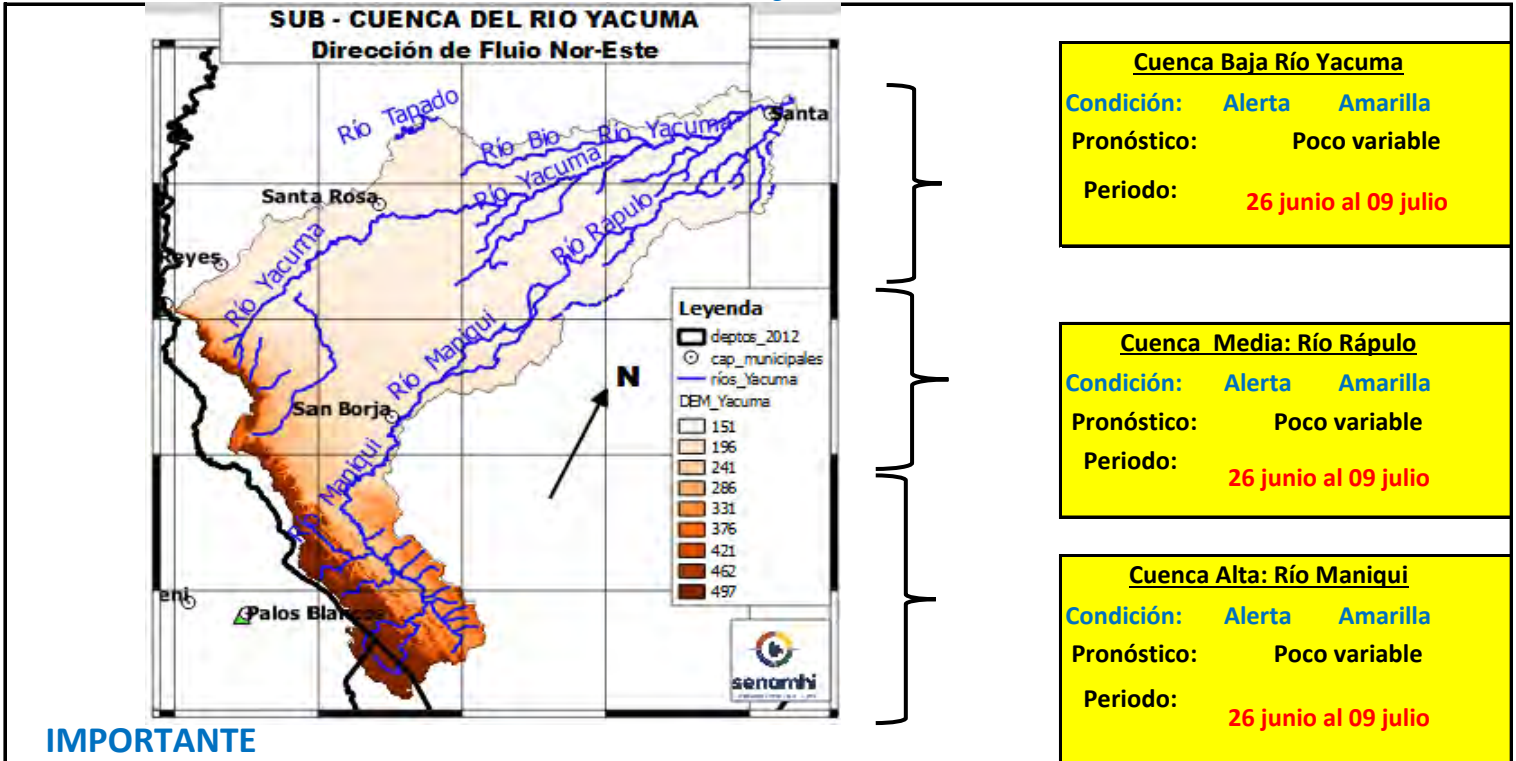 SUB - CUENCA DEL RIO YACUMA
Dirección de Flujo Nor-Este
Río Tapado
Río Bio
Río Yacuma
Santa
Río Yacuma
Santa Rosa
Río Rápulo
Reyes
Río Yacuma
Río Maniqui
San Borja
Río Maniqui
eni
Palos Blancos
N
Leyenda
deptos_2012
cap_municipales
ríos_Yacuma
DEM_Yacuma
151
196
241
286
331
376
421
462
497
senamhi
Cuenca Baja Río Yacuma
Condición: Alerta Amarilla
Pronóstico: Poco variable
Periodo: 26 junio al 09 julio
Cuenca Media: Río Rápulo
Condición: Alerta Amarilla
Pronóstico: Poco variable
Periodo: 26 junio al 09 julio
Cuenca Alta: Río Maniqui
Condición: Alerta Amarilla
Pronóstico: Poco variable
Periodo: 26 junio al 09 julio
IMPORTANTE